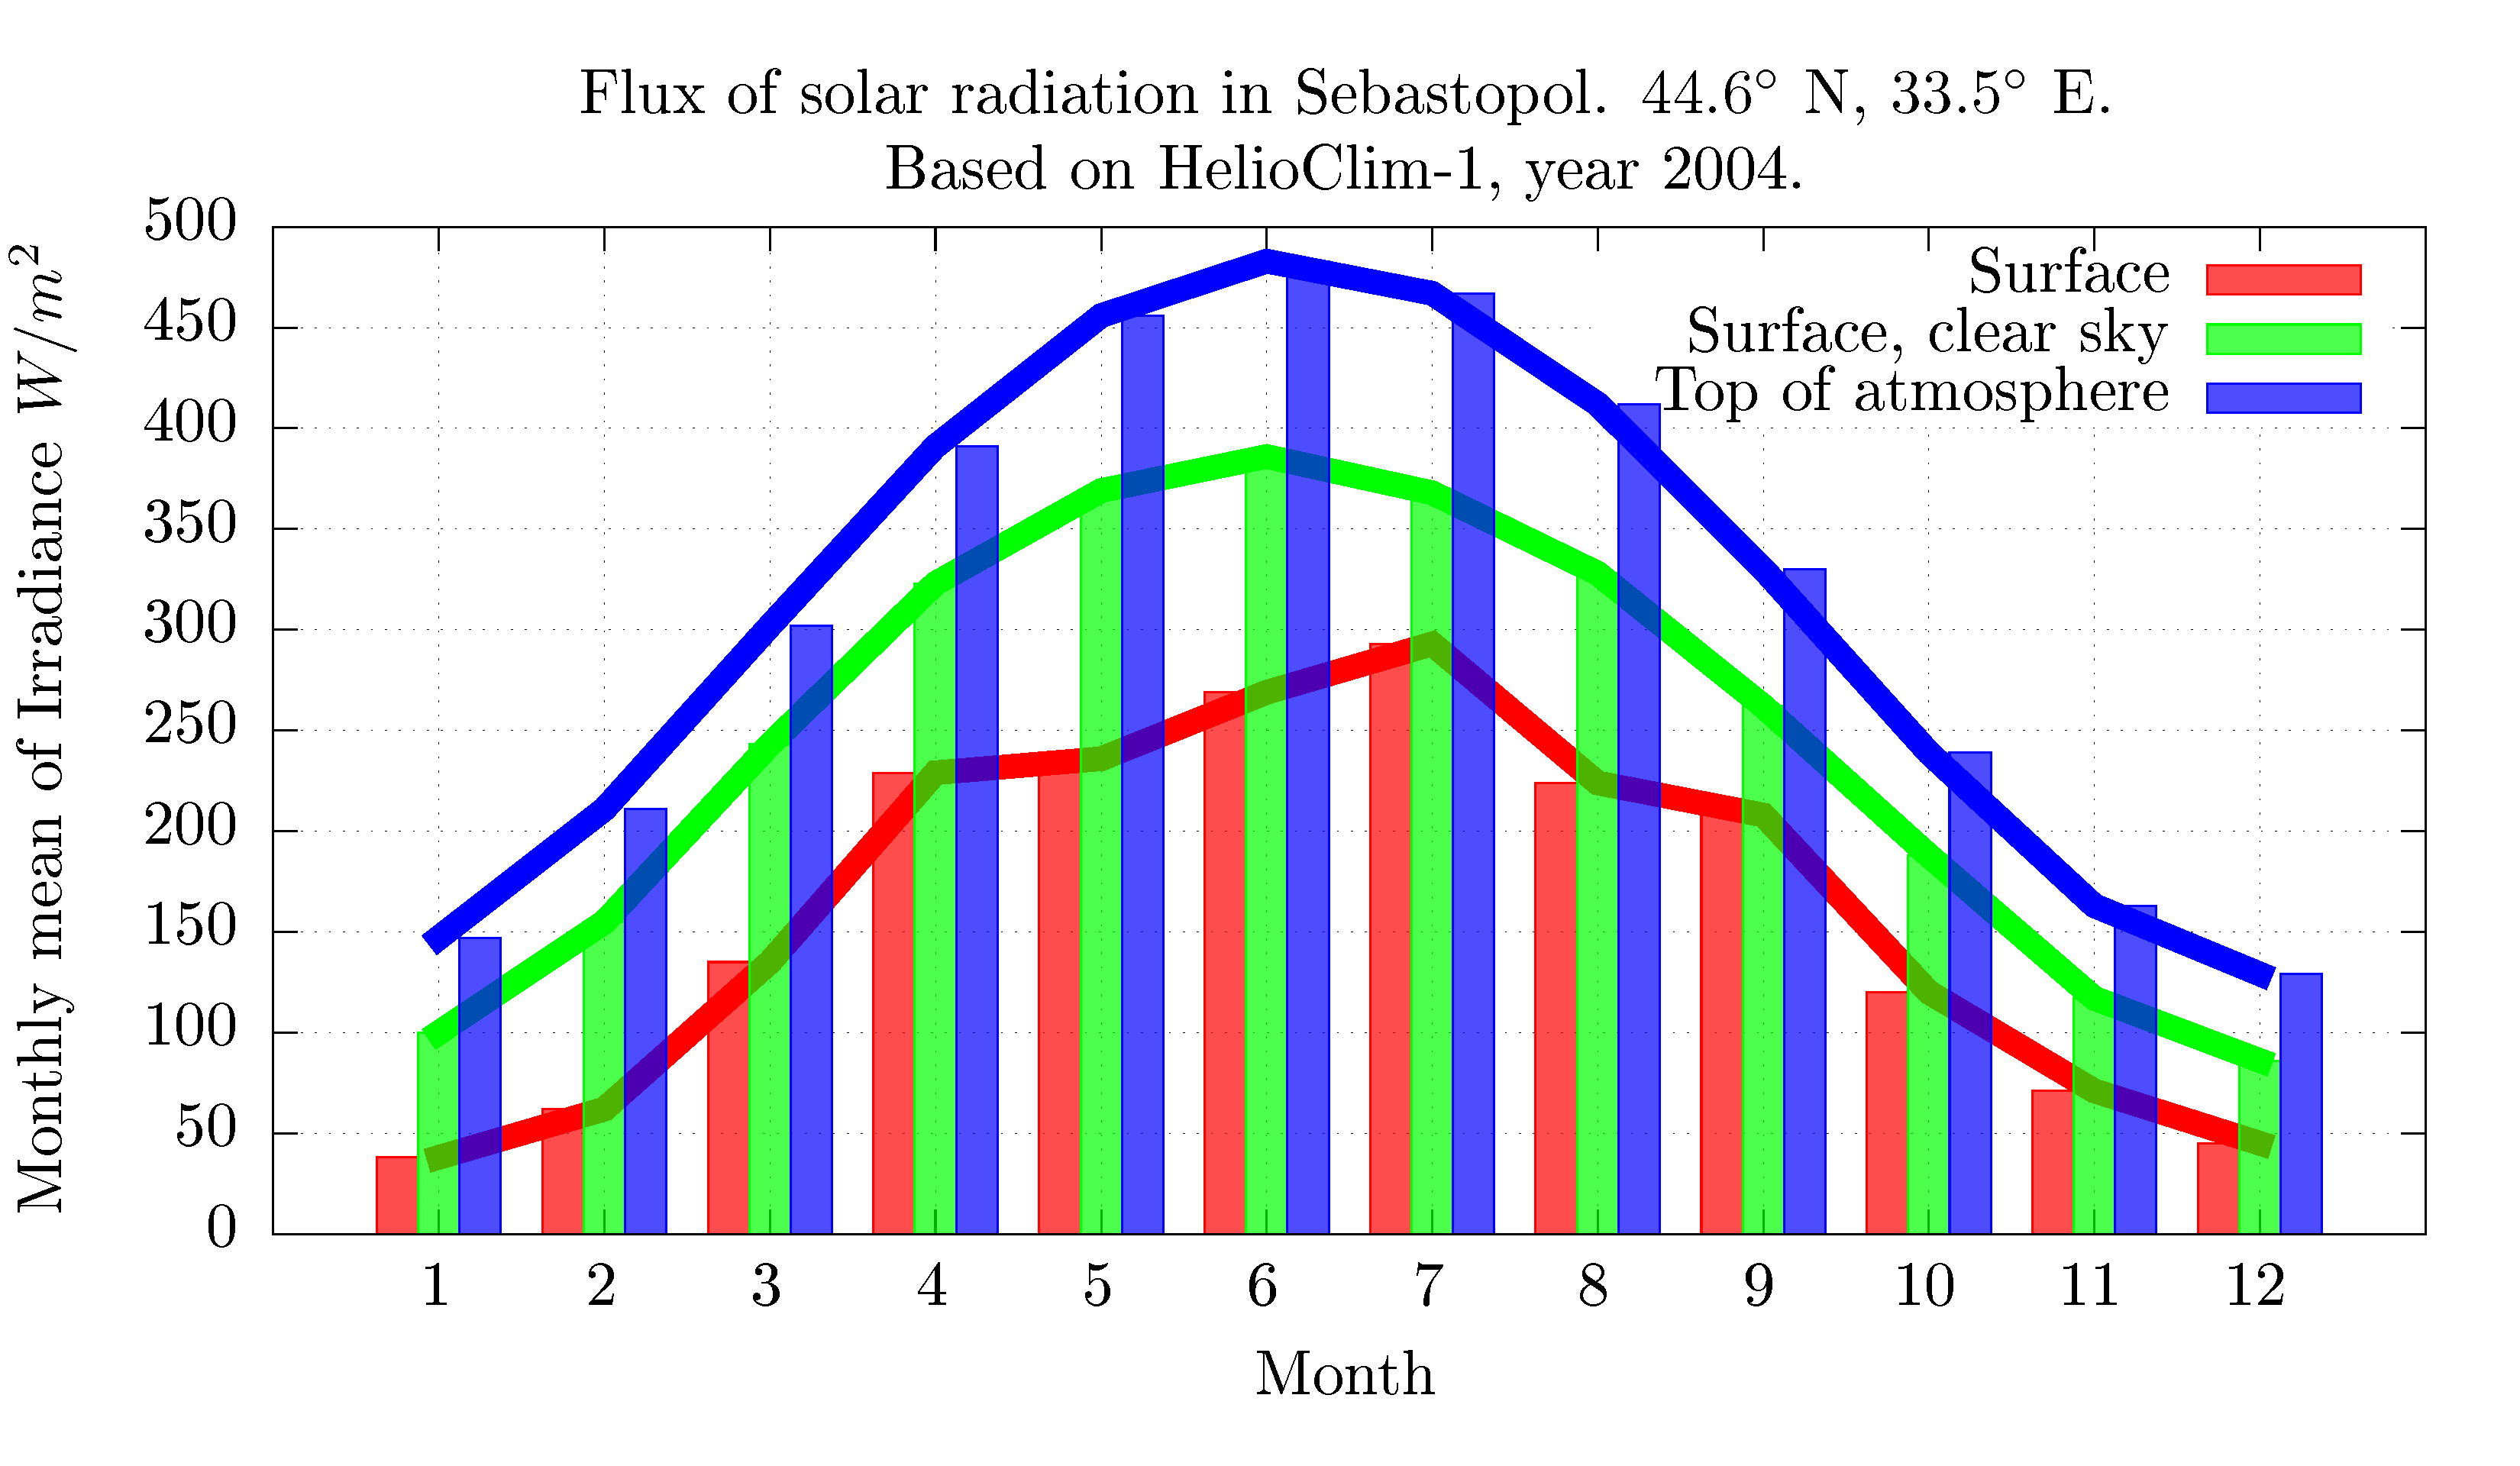 Flux of solar radiation in Sebastopol. 44.6° N, 33.5° E.
Based on HelioClim-1, year 2004.
Monthly mean of Irradiance W/m²
500
450
400
350
300
250
200
150
100
50
0
Surface
Surface, clear sky
Top of atmosphere
1 2 3 4 5 6 7 8 9 10 11 12
Month